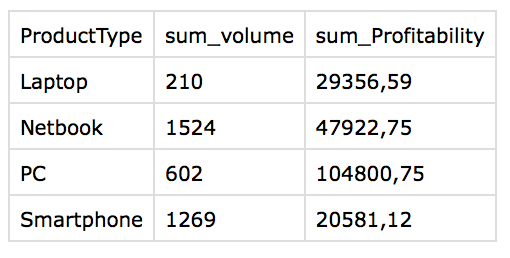 ProductType sum_volume sum_Profitability
Laptop 210 29356,59
Netbook 1524 47922,75
PC 602 104800,75
Smartphone 1269 20581,12